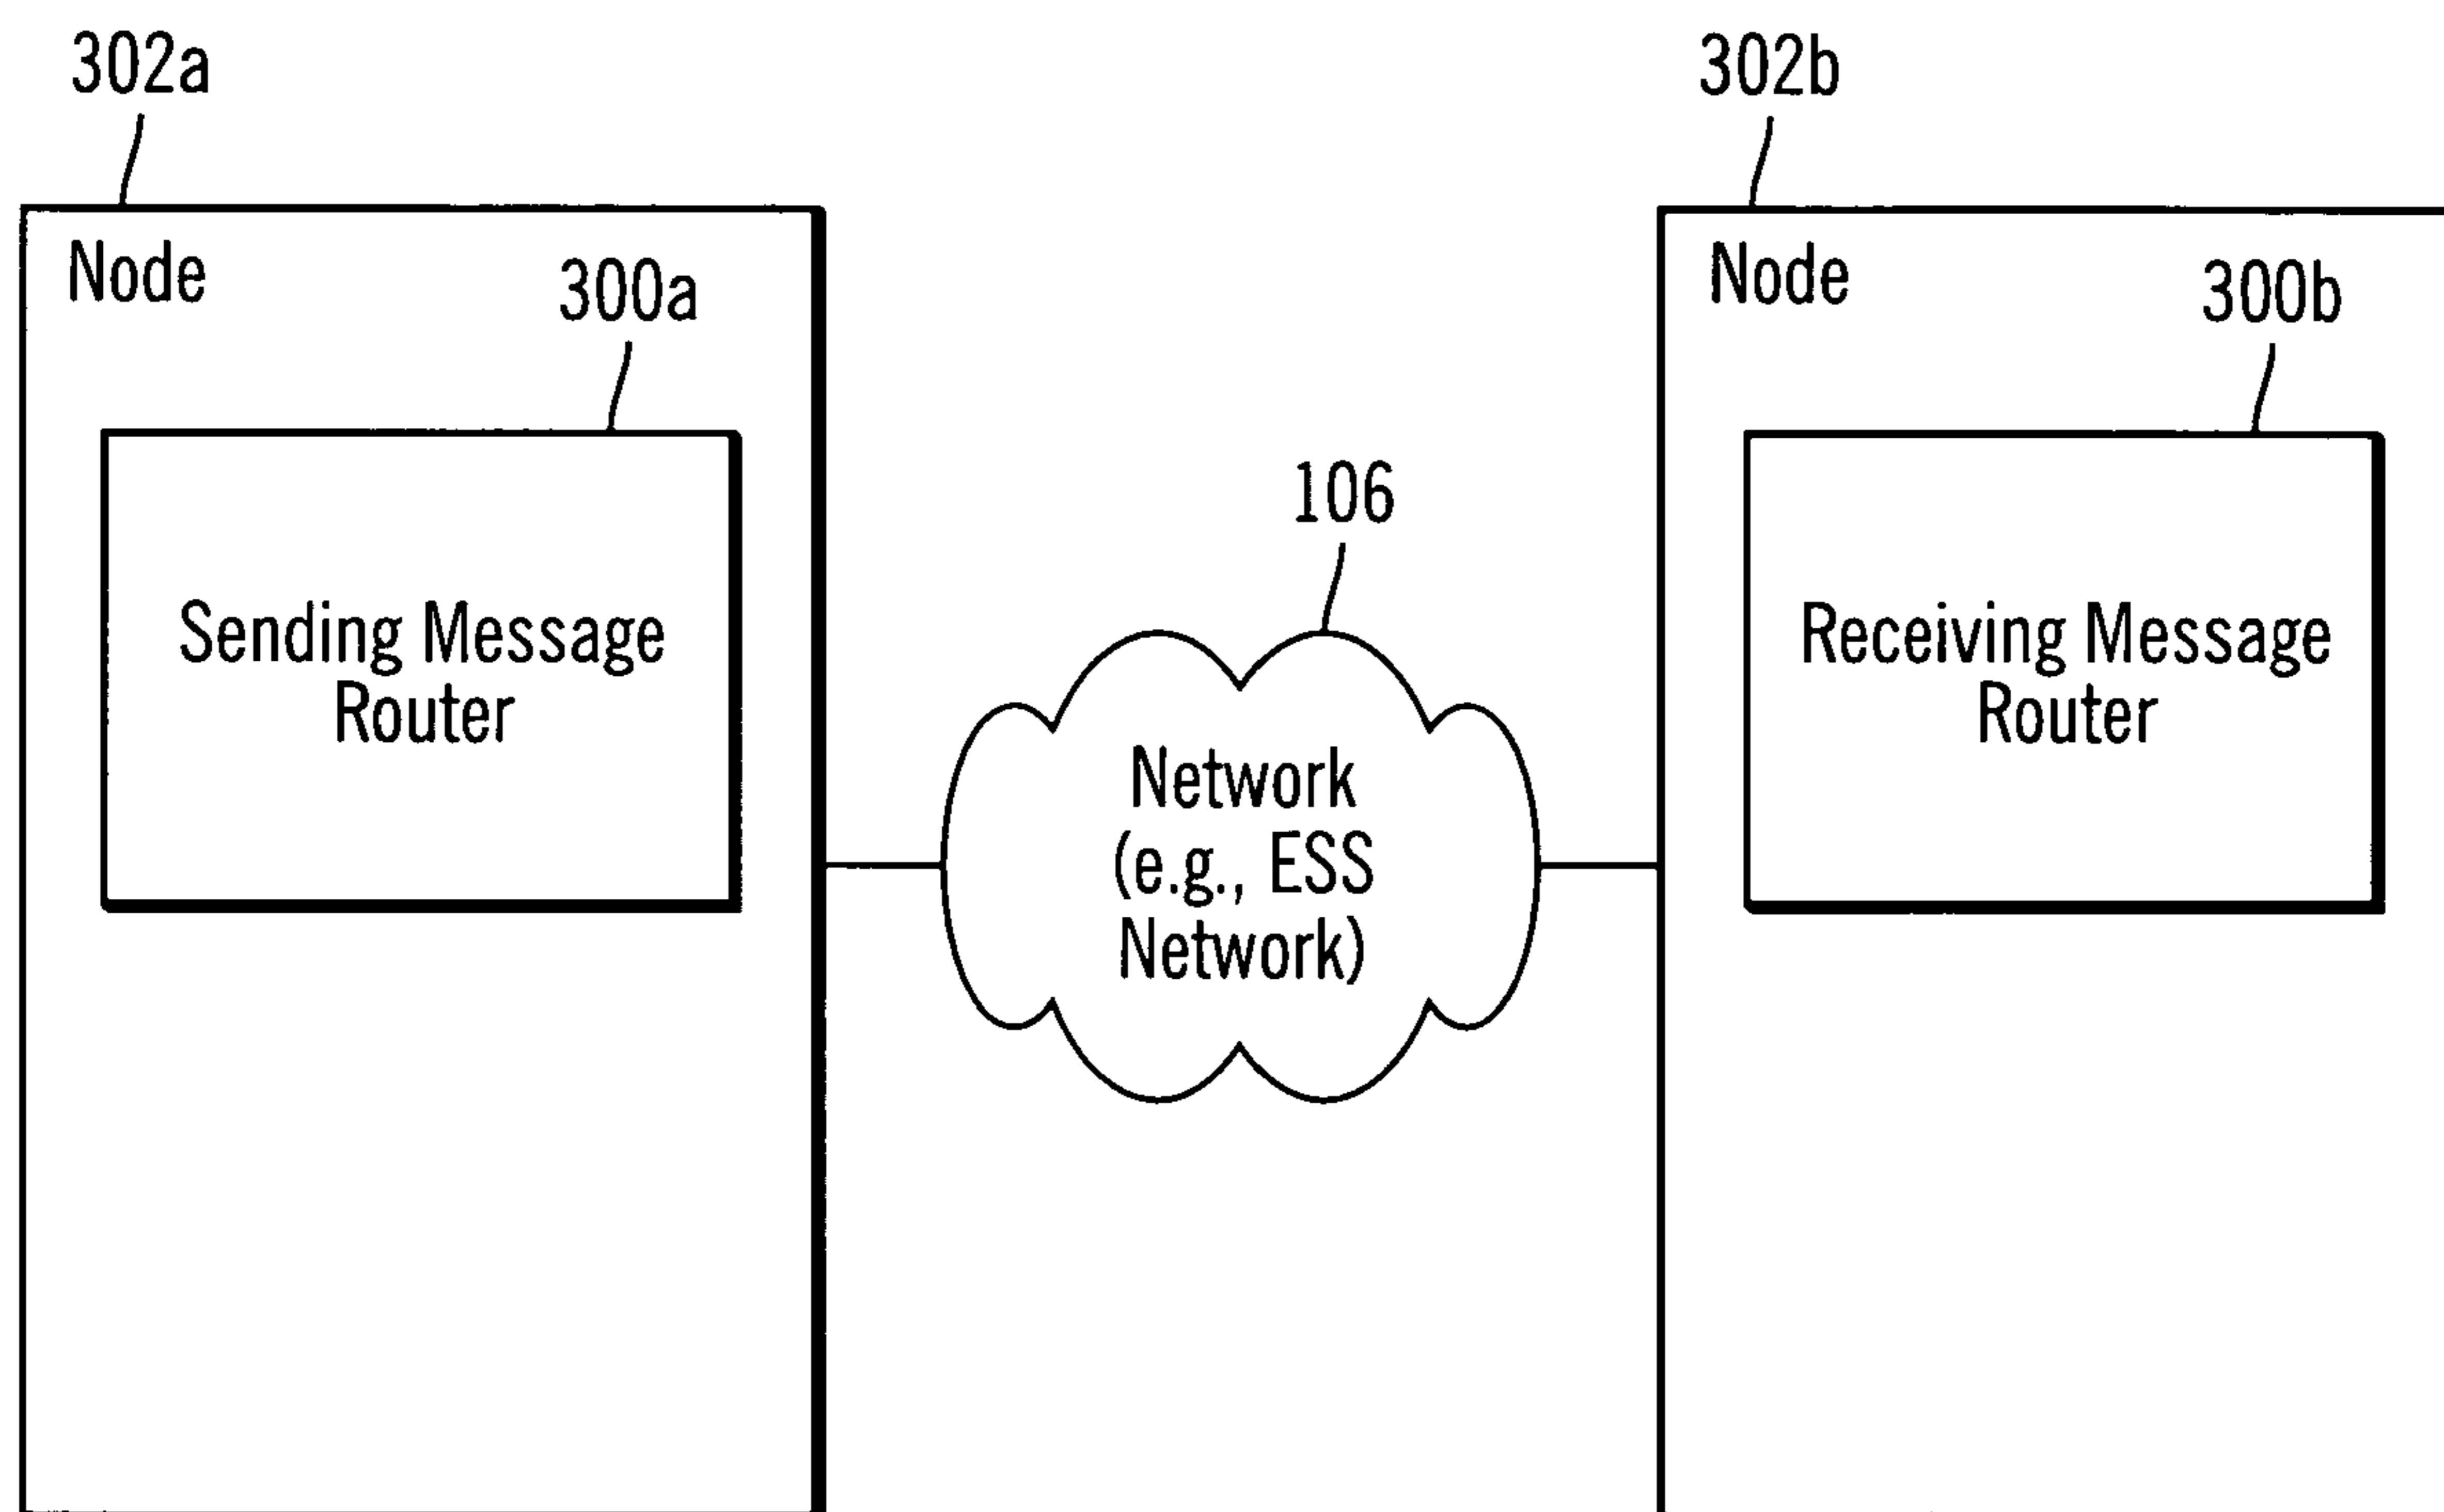 302a
302b
Node
300a
Node
300b
106
Sending Message
Router
Receiving Message
Router
Network
(e.g., ESS
Network)